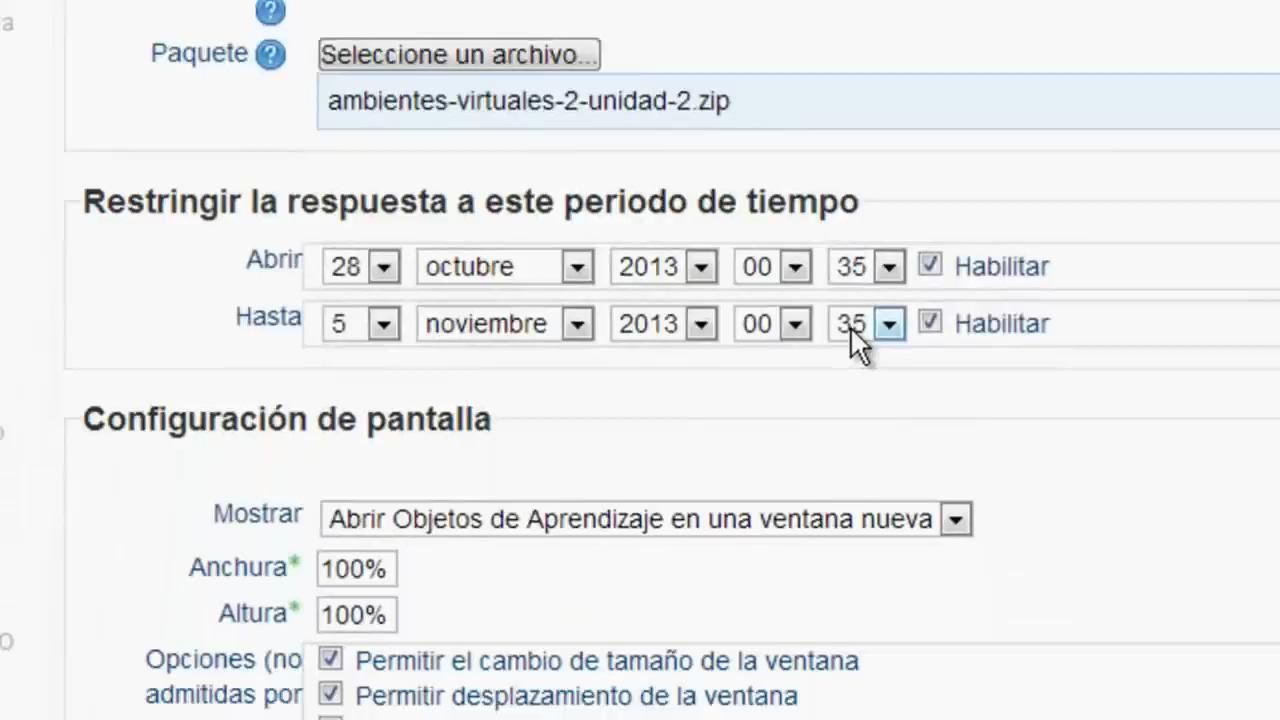 a
Paquete
Seleccione un archivo...
ambientes-virtuales-2-unidad-2.zip
Restringir la respuesta a este periodo de tiempo
Abrir 28 octubre 2013 00 35 Habilitar
Hasta 5 noviembre 2013 00 35 Habilitar
Configuración de pantalla
Mostrar Abrir Objetos de Aprendizaje en una ventana nueva
Anchura* 100%
Altura* 100%
Opciones (no Permitir el cambio de tamaño de la ventana
admitidas por Permitir desplazamiento de la ventana